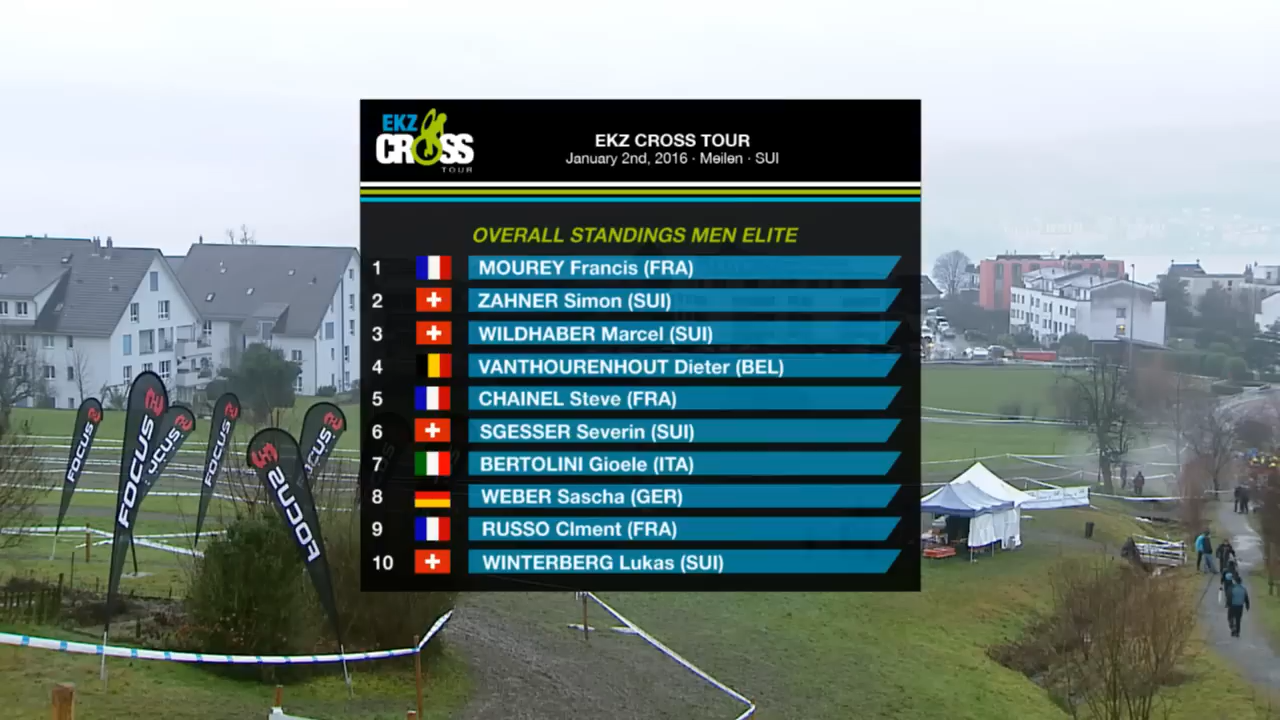 EKZ
CROSS
TOUR
EKZ CROSS TOUR
January 2nd, 2016 · Meilen · SUI
OVERALL STANDINGS MEN ELITE
1 MOUREY Francis (FRA)
2 ZAHNER Simon (SUI)
3 WILDHABER Marcel (SUI)
4 VANTHOURENHOUT Dieter (BEL)
5 CHAINEL Steve (FRA)
6 SGESSER Severin (SUI)
7 BERTOLINI Gioele (ITA)
8 WEBER Sascha (GER)
9 RUSSO Clment (FRA)
10 WINTERBERG Lukas (SUI)
FOCUS
FOCUS
FOCUS
FOCUS
FOCUS
FOCUS